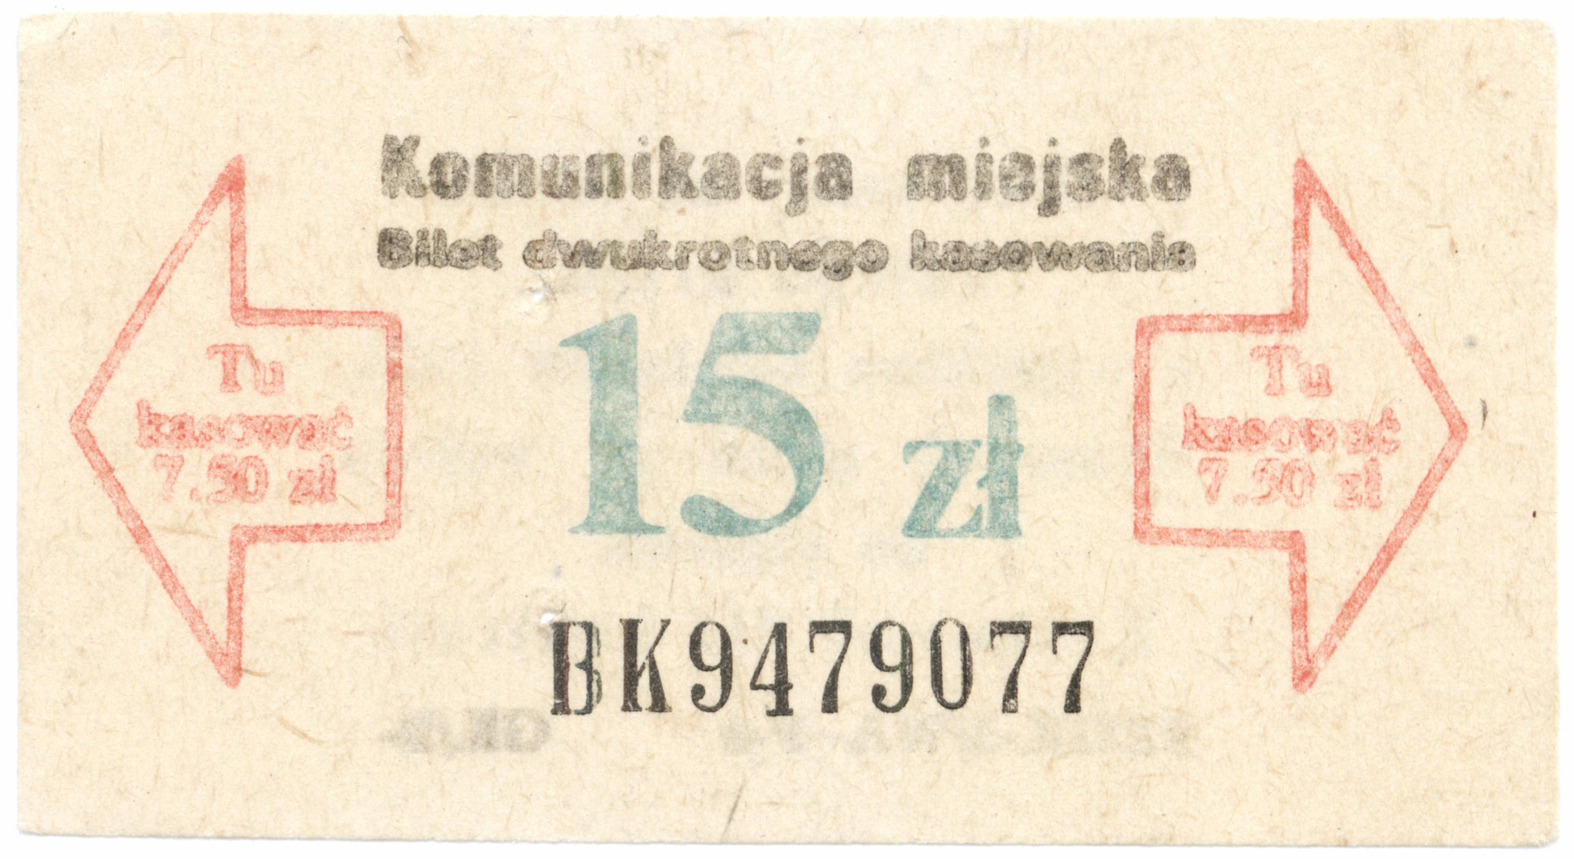 Komunikacja miejska
Bilet dwukrotnego kasowania
Tu
kasować
7.50 zł
15 zł
Tu
kasować
7.50 zł
BK9479077